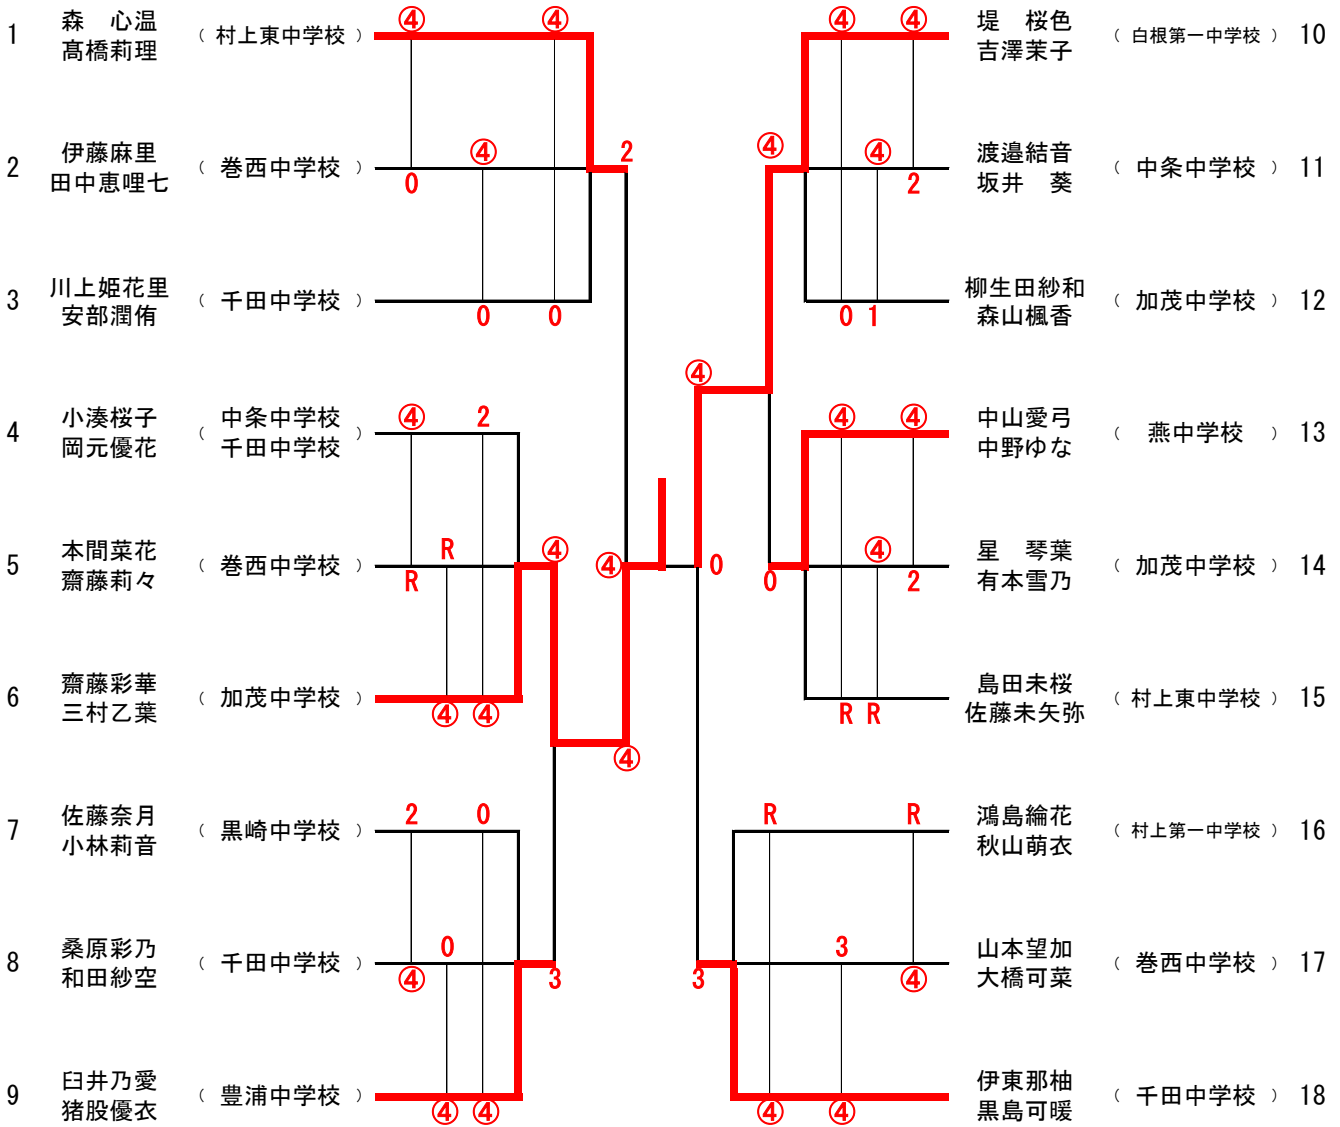 ④ ④ ④ ④
1 森　心温 （ 村上東中学校 ） 堤　桜色 （ 白根第一中学校 ） 10
髙橋莉理 吉澤茉子
④ 2 ④ ④
2 伊藤麻里 （ 巻西中学校 ） 渡邉結音 （ 中条中学校 ） 11
田中恵哩七 坂井　葵
0 2
3 川上姫花里 （ 千田中学校 ） 柳生田紗和 （ 加茂中学校 ） 12
安部潤侑 森山楓香
0 0 0 1
④
④ 2 ④ ④
4 小湊桜子 （ 中条中学校 中山愛弓 （ 燕中学校 ） 13
岡元優花 千田中学校 ） 中野ゆな
R ④ ④ 0 ④
5 本間菜花 （ 巻西中学校 ） 星　琴葉 （ 加茂中学校 ） 14
齋藤莉々 有本雪乃
R 0 2
6 齋藤彩華 （ 加茂中学校 ） 島田未桜 （ 村上東中学校 ） 15
三村乙葉 佐藤未矢弥
④ ④ R R
④
2 0 R R
7 佐藤奈月 （ 黒崎中学校 ） 鴻島綸花 （ 村上第一中学校 ） 16
小林莉音 秋山萌衣
0 3
8 桑原彩乃 （ 千田中学校 ） 山本望加 （ 巻西中学校 ） 17
和田紗空 大橋可菜
④ 3 3 ④
9 臼井乃愛 （ 豊浦中学校 ） 伊東那柚 （ 千田中学校 ） 18
猪股優衣 黒島可暖
④ ④ ④ ④